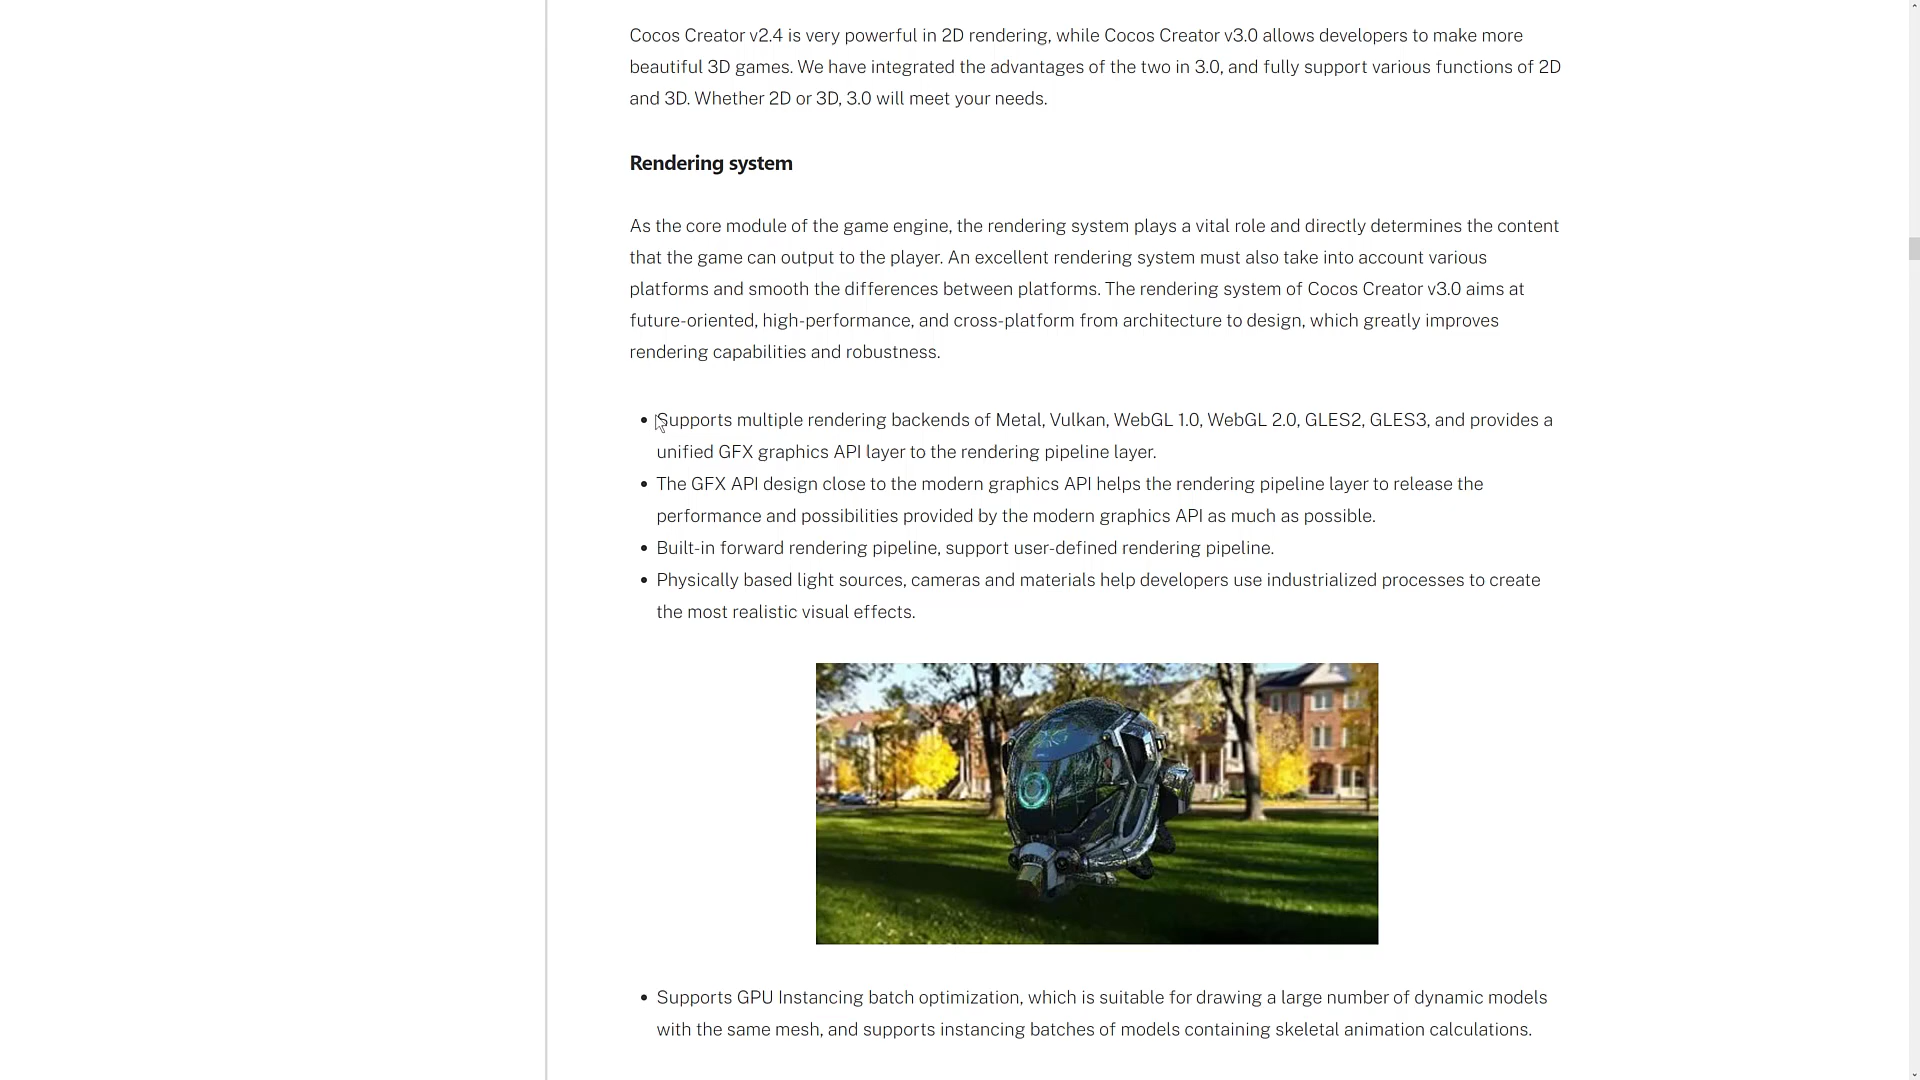 Cocos Creator v2.4 is very powerful in 2D rendering, while Cocos Creator v3.0 allows developers to make more
beautiful 3D games. We have integrated the advantages of the two in 3.0, and fully support various functions of 2D
and 3D. Whether 2D or 3D, 3.0 will meet your needs.
Rendering system
As the core module of the game engine, the rendering system plays a vital role and directly determines the content
that the game can output to the player. An excellent rendering system must also take into account various
platforms and smooth the differences between platforms. The rendering system of Cocos Creator v3.0 aims at
future-oriented, high-performance, and cross-platform from architecture to design, which greatly improves
rendering capabilities and robustness.
• Supports multiple rendering backends of Metal, Vulkan, WebGL 1.0, WebGL 2.0, GLES2, GLES3, and provides a
unified GFX graphics API layer to the rendering pipeline layer.
• The GFX API design close to the modern graphics API helps the rendering pipeline layer to release the
performance and possibilities provided by the modern graphics API as much as possible.
• Built-in forward rendering pipeline, support user-defined rendering pipeline.
• Physically based light sources, cameras and materials help developers use industrialized processes to create
the most realistic visual effects.
• Supports GPU Instancing batch optimization, which is suitable for drawing a large number of dynamic models
with the same mesh, and supports instancing batches of models containing skeletal animation calculations.